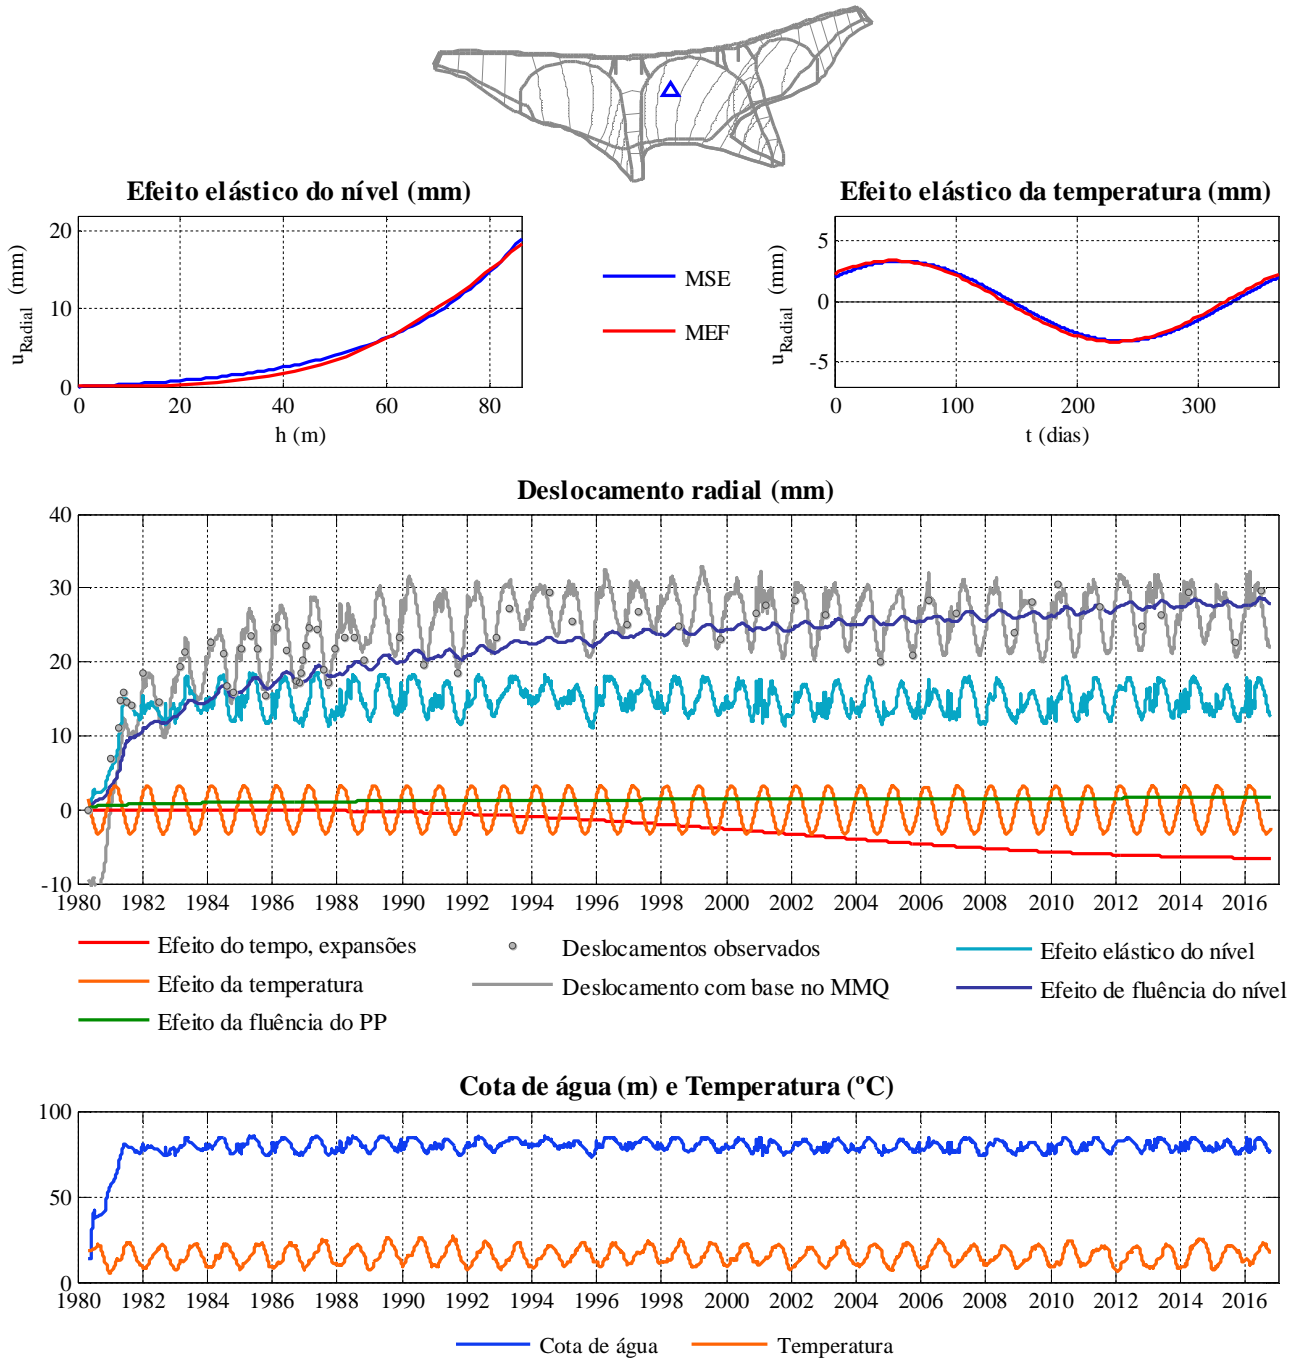 Efeito elástico do nível (mm)
20
10
0
u_Radial (mm)
0 20 40 60 80
h (m)
MSE
MEF
Efeito elástico da temperatura (mm)
5
0
-5
u_Radial (mm)
0 100 200 300
t (dias)
Deslocamento radial (mm)
40
30
20
10
0
-10
1980 1982 1984 1986 1988 1990 1992 1994 1996 1998 2000 2002 2004 2006 2008 2010 2012 2014 2016
Efeito do tempo, expansões
Efeito da temperatura
Efeito da fluência do PP
Deslocamentos observados
Deslocamento com base no MMQ
Efeito elástico do nível
Efeito de fluência do nível
Cota de água (m) e Temperatura (ºC)
100
50
0
1980 1982 1984 1986 1988 1990 1992 1994 1996 1998 2000 2002 2004 2006 2008 2010 2012 2014 2016
Cota de água
Temperatura